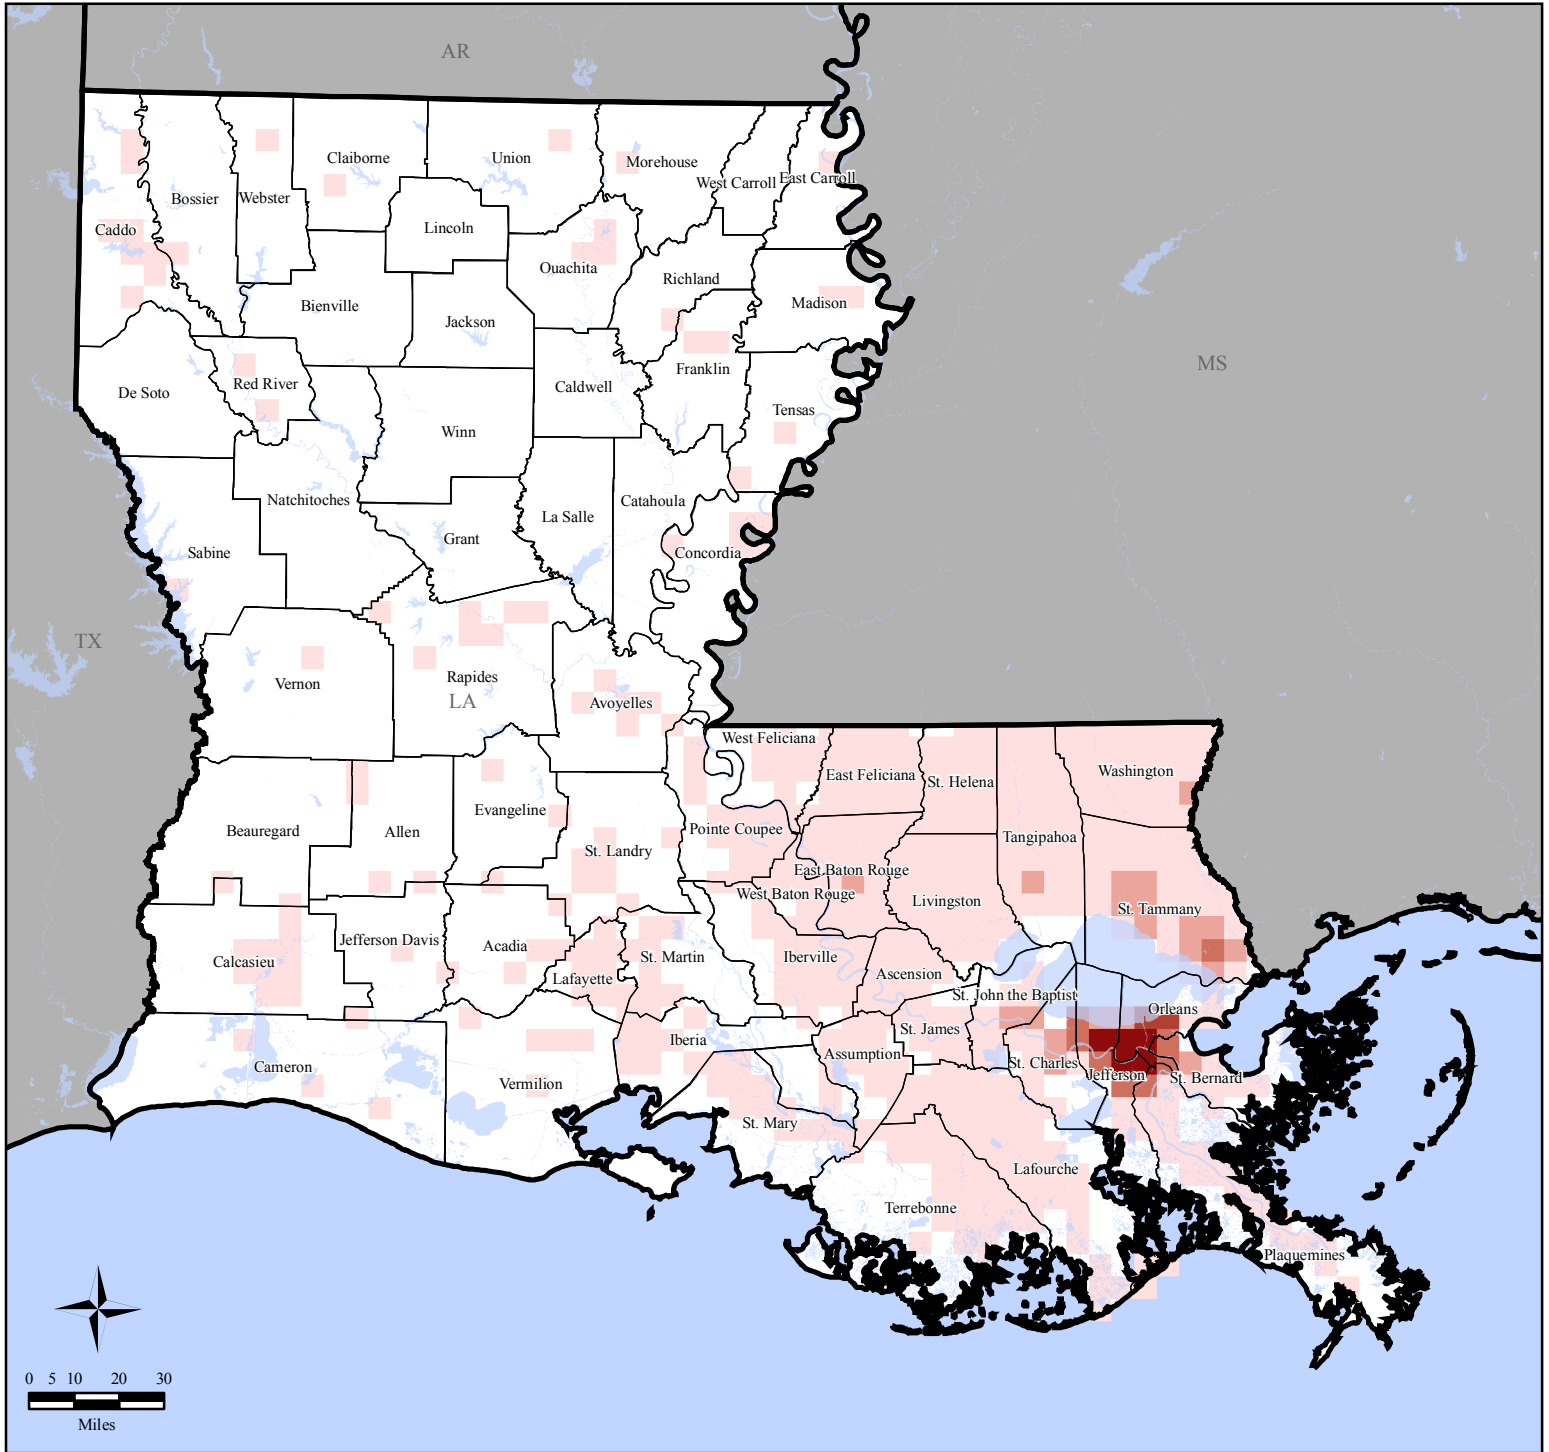 AR
Claiborne
Union
Morehouse
West Carroll
East Carroll
Bossier
Webster
Caddo
Lincoln
Ouachita
Richland
Bienville
Madison
Jackson
MS
De Soto
Red River
Franklin
Caldwell
Tensas
Winn
Natchitoches
Catahoula
La Salle
Grant
Sabine
Concordia
TX
Vernon
Rapides
LA
Avoyelles
West Feliciana
East Feliciana
St. Helena
Washington
Evangeline
Beauregard
Allen
Pointe Coupee
Tangipahoa
St. Landry
East Baton Rouge
West Baton Rouge
Livingston
St. Tammany
Jefferson Davis
Acadia
Calcasieu
St. Martin
Iberville
Lafayette
Ascension
St. John the Baptist
Orleans
St. James
Iberia
Assumption
St. Charles
Cameron
Jefferson
St. Bernard
Vermilion
St. Mary
Lafourche
Terrebonne
Plaquemines
0 5 10 20 30
Miles